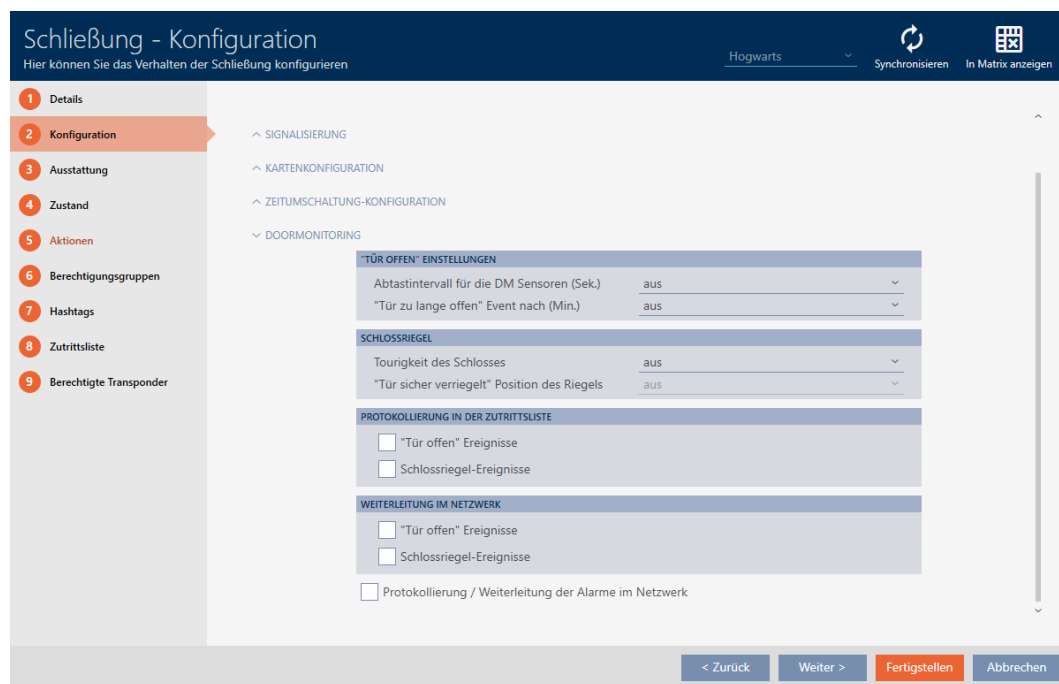 Schließung - Konfiguration
Hier können Sie das Verhalten der Schließung konfigurieren
Hogwarts
Synchronisieren
In Matrix anzeigen
1 Details
2 Konfiguration
3 Ausstattung
4 Zustand
5 Aktionen
6 Berechtigungsgruppen
7 Hashtags
8 Zutrittsliste
9 Berechtigte Transponder
SIGNALISIERUNG
KARTENKONFIGURATION
ZEITUMSCHALTUNG-KONFIGURATION
DOORMONITORING
"TÜR OFFEN" EINSTELLUNGEN
Abtastintervall für die DM Sensoren (Sek.) aus
"Tür zu lange offen" Event nach (Min.) aus
SCHLOSSRIEGEL
Tourigkeit des Schlosses aus
"Tür sicher verriegelt" Position des Riegels aus
PROTOKOLLIERUNG IN DER ZUTRITTSLISTE
"Tür offen" Ereignisse
Schlossriegel-Ereignisse
WEITERLEITUNG IM NETZWERK
"Tür offen" Ereignisse
Schlossriegel-Ereignisse
Protokollierung / Weiterleitung der Alarme im Netzwerk
< Zurück
Weiter >
Fertigstellen
Abbrechen